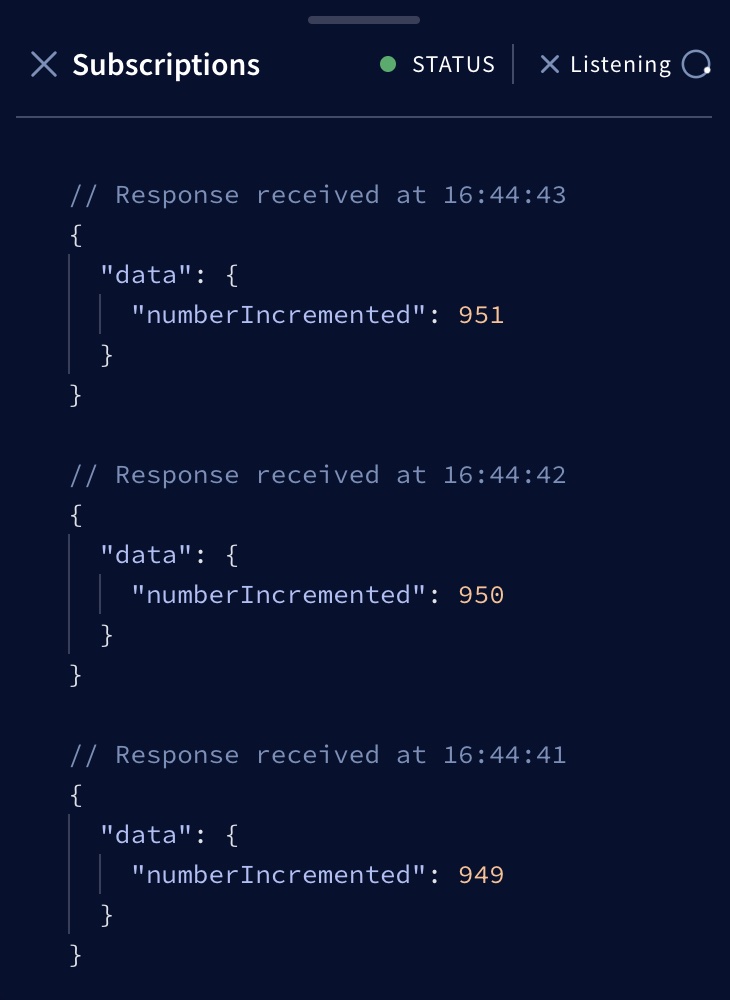 Subscriptions STATUS Listening
// Response received at 16:44:43
{
  "data": {
    "numberIncremented": 951
  }
}
// Response received at 16:44:42
{
  "data": {
    "numberIncremented": 950
  }
}
// Response received at 16:44:41
{
  "data": {
    "numberIncremented": 949
  }
}